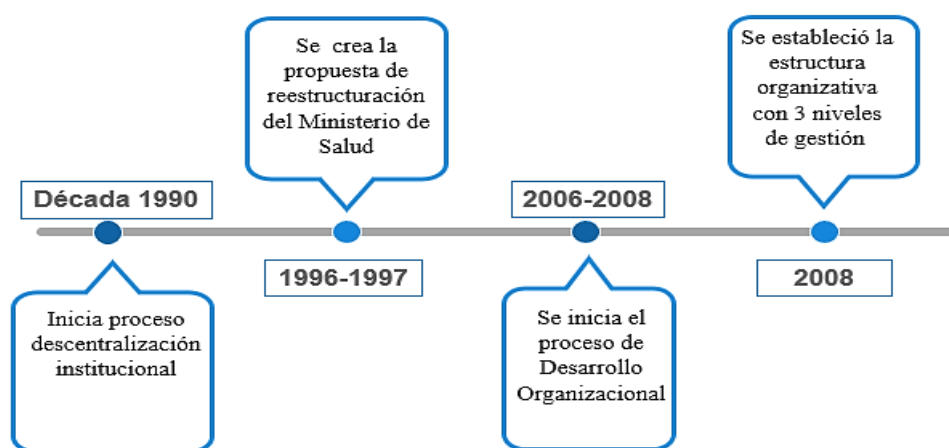 Década 1990
Inicia proceso
descentralización
institucional
Se crea la
propuesta de
reestructuración
del Ministerio de
Salud
1996-1997
2006-2008
Se inicia el
proceso de
Desarrollo
Organizacional
Se estableció la
estructura
organizativa
con 3 niveles
de gestión
2008